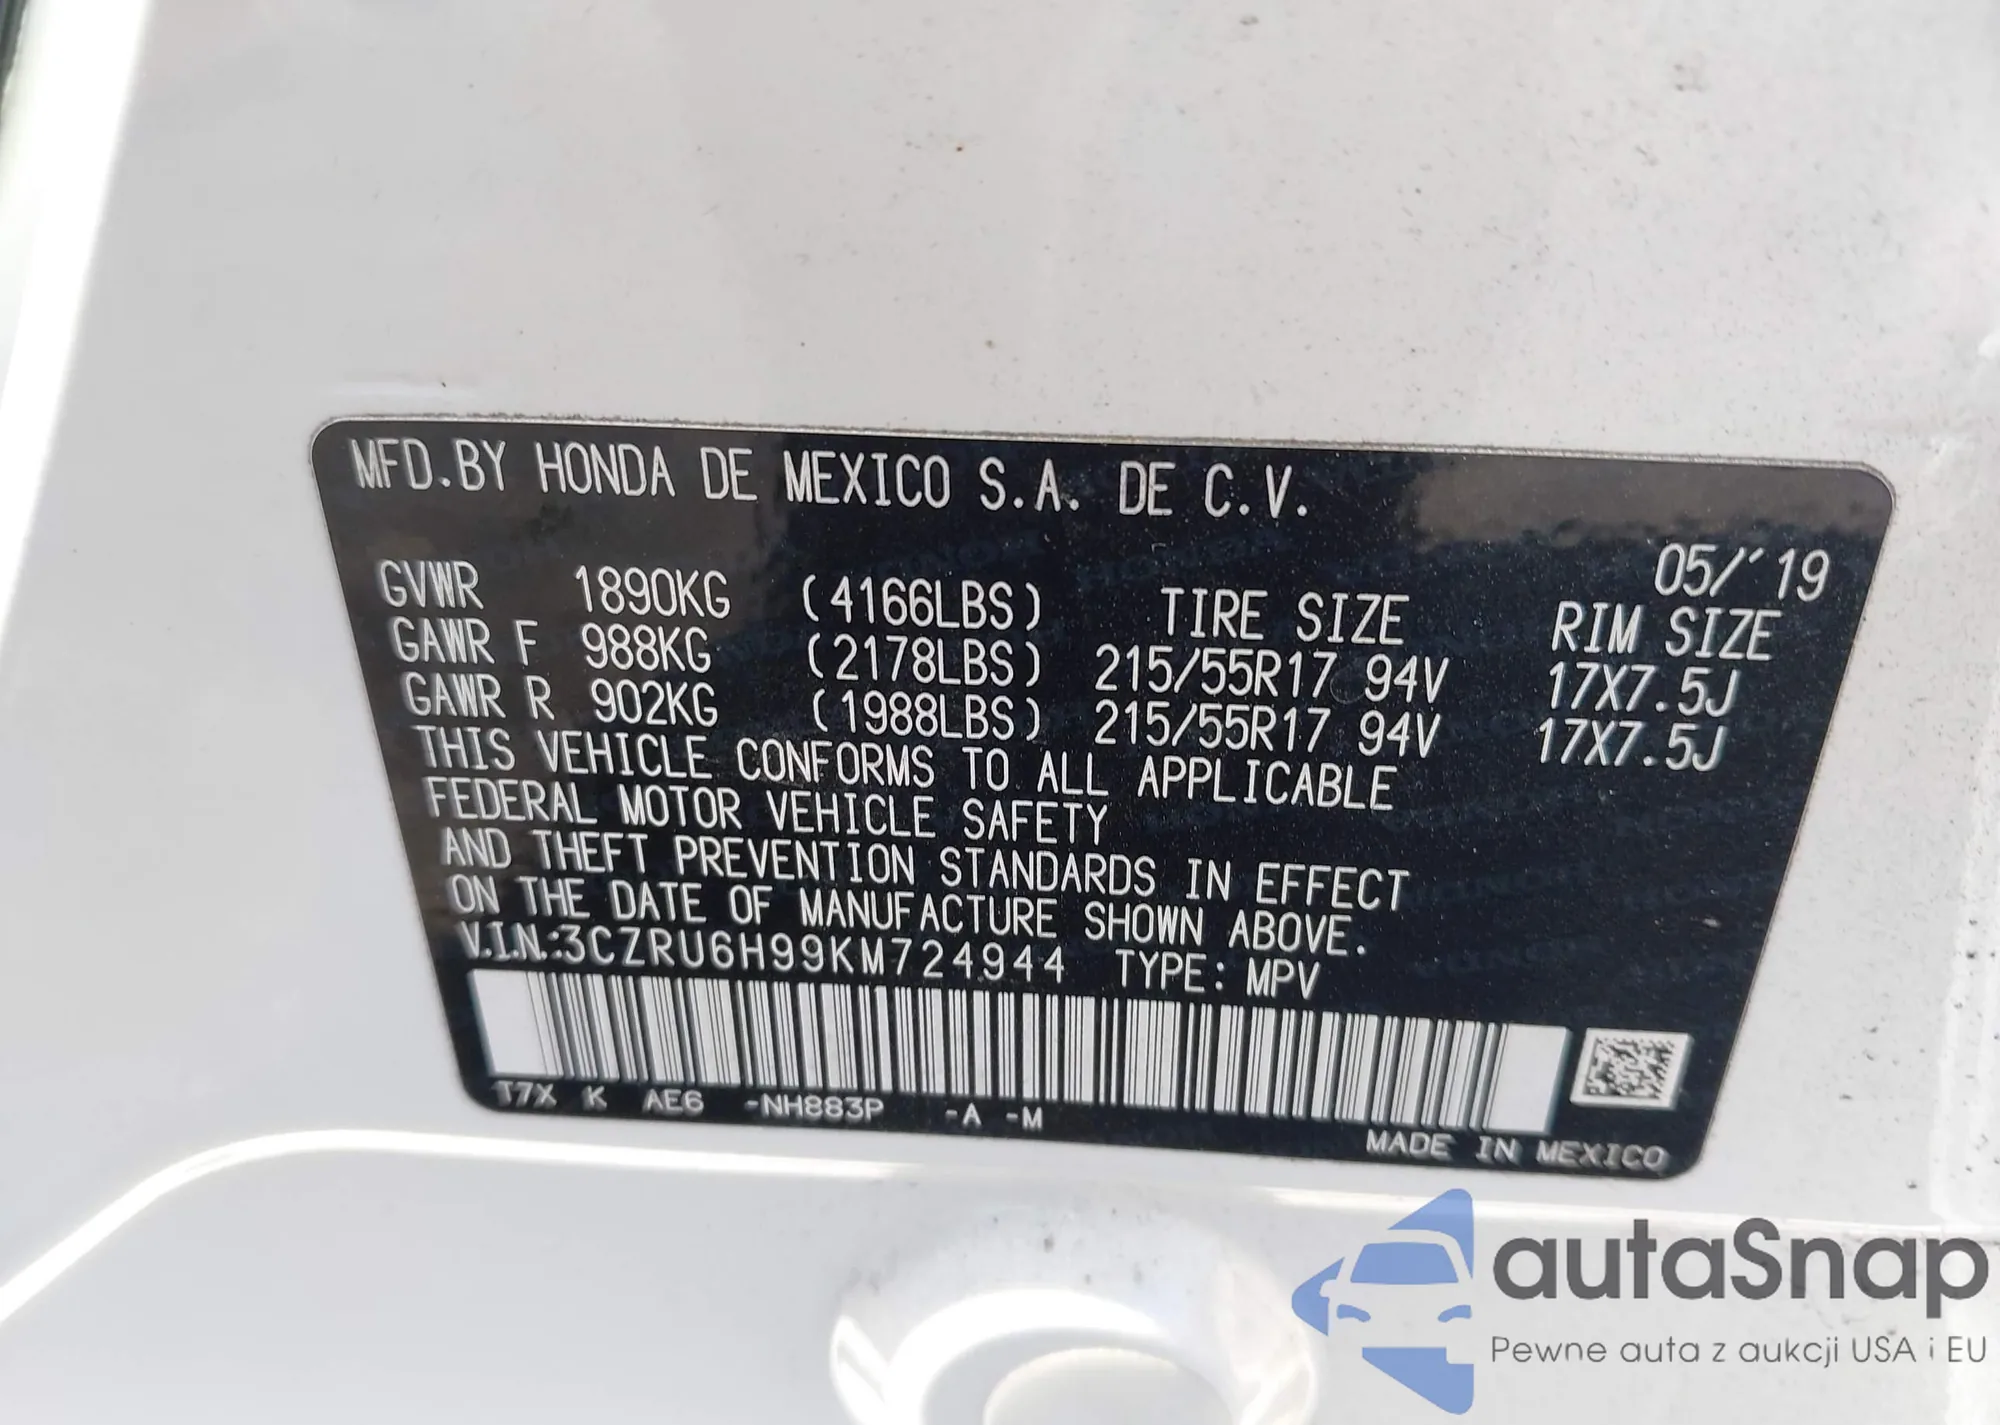 MFD.BY HONDA DE MEXICO S.A. DE C.V.
05/'19
GVWR 1890KG (4166LBS) TIRE SIZE RIM SIZE
GAWR F 988KG (2178LBS) 215/55R17 94V 17X7.5J
GAWR R 902KG (1988LBS) 215/55R17 94V 17X7.5J
THIS VEHICLE CONFORMS TO ALL APPLICABLE
FEDERAL MOTOR VEHICLE SAFETY
AND THEFT PREVENTION STANDARDS IN EFFECT
ON THE DATE OF MANUFACTURE SHOWN ABOVE.
V.I.N.:3CZRU6H99KM724944 TYPE: MPV
T7X K AE6 -NH883P -A -M
MADE IN MEXICO
autaSnap
Pewne auta z aukcji USA i EU